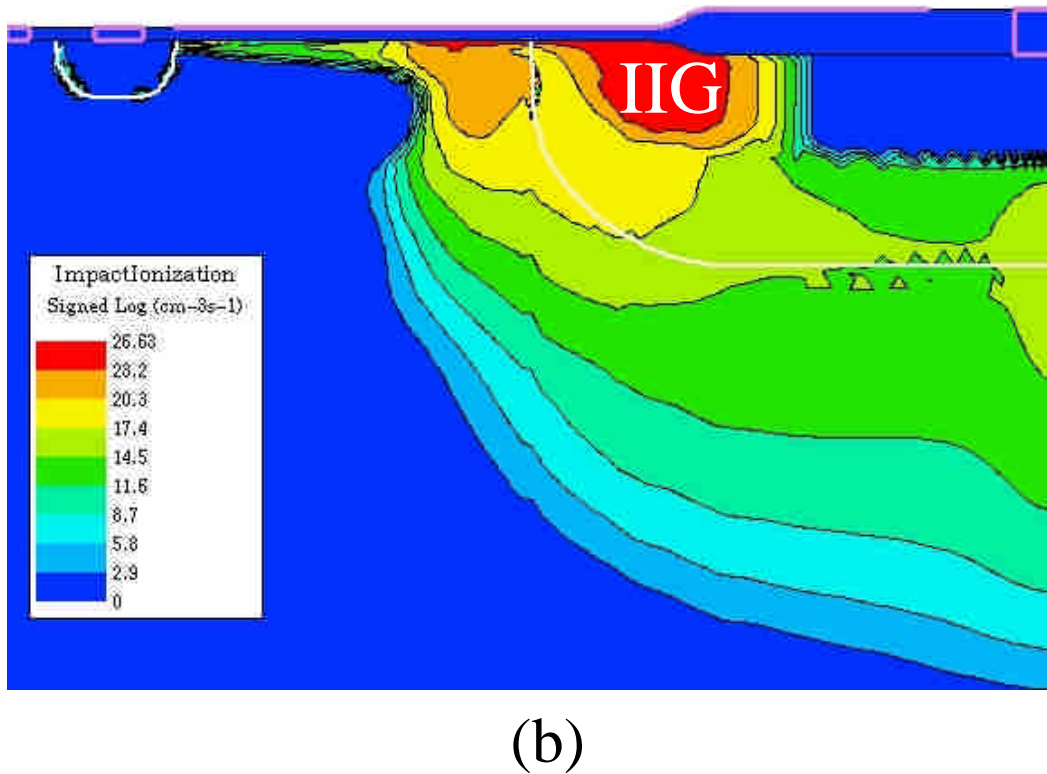 IIG
ImpactIonization
Signed Log (cm-3s-1)
26.63
23.2
20.3
17.4
14.5
11.6
8.7
5.8
2.9
0
(b)